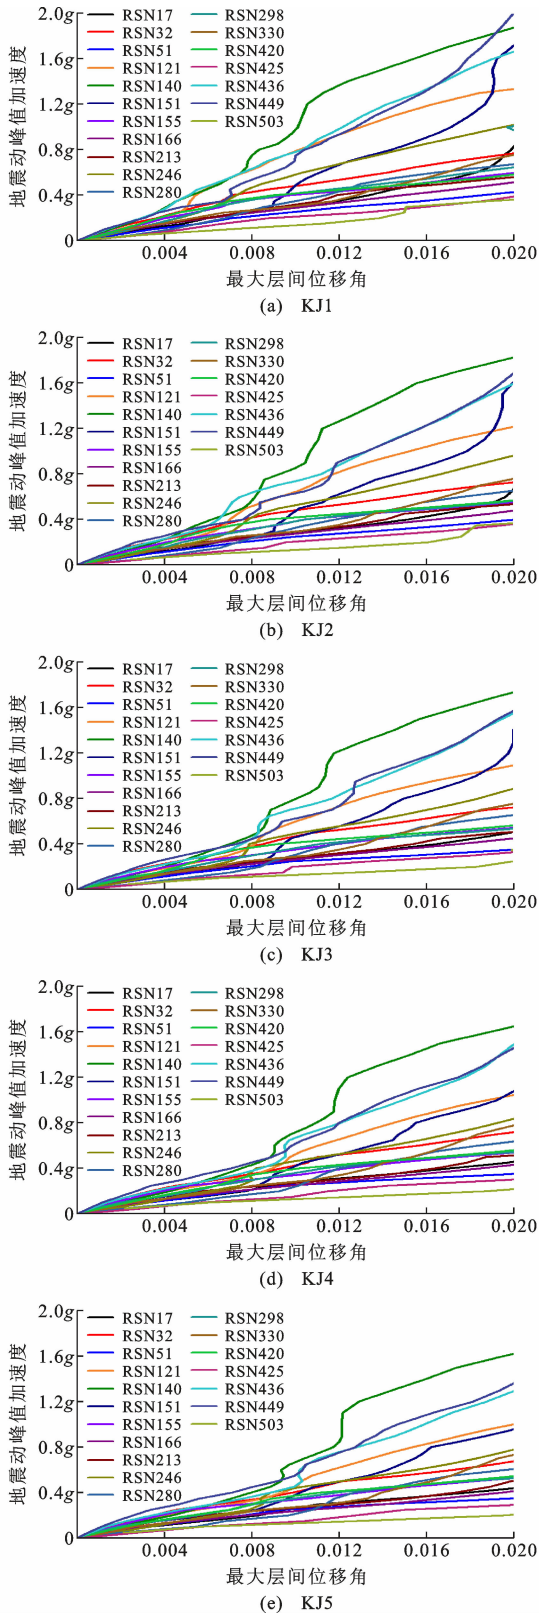 2.0g
1.6g
1.2g
0.8g
0.4g
0
地震动峰值加速度
RSN17
RSN32
RSN51
RSN121
RSN140
RSN151
RSN155
RSN166
RSN213
RSN246
RSN280
RSN298
RSN330
RSN420
RSN425
RSN436
RSN449
RSN503
0.004 0.008 0.012 0.016 0.020
最大层间位移角
(a) KJ1
2.0g
1.6g
1.2g
0.8g
0.4g
0
地震动峰值加速度
RSN17
RSN32
RSN51
RSN121
RSN140
RSN151
RSN155
RSN166
RSN213
RSN246
RSN280
RSN298
RSN330
RSN420
RSN425
RSN436
RSN449
RSN503
0.004 0.008 0.012 0.016 0.020
最大层间位移角
(b) KJ2
2.0g
1.6g
1.2g
0.8g
0.4g
0
地震动峰值加速度
RSN17
RSN32
RSN51
RSN121
RSN140
RSN151
RSN155
RSN166
RSN213
RSN246
RSN280
RSN298
RSN330
RSN420
RSN425
RSN436
RSN449
RSN503
0.004 0.008 0.012 0.016 0.020
最大层间位移角
(c) KJ3
2.0g
1.6g
1.2g
0.8g
0.4g
0
地震动峰值加速度
RSN17
RSN32
RSN51
RSN121
RSN140
RSN151
RSN155
RSN166
RSN213
RSN246
RSN280
RSN298
RSN330
RSN420
RSN425
RSN436
RSN449
RSN503
0.004 0.008 0.012 0.016 0.020
最大层间位移角
(d) KJ4
2.0g
1.6g
1.2g
0.8g
0.4g
0
地震动峰值加速度
RSN17
RSN32
RSN51
RSN121
RSN140
RSN151
RSN155
RSN166
RSN213
RSN246
RSN280
RSN298
RSN330
RSN420
RSN425
RSN436
RSN449
RSN503
0.004 0.008 0.012 0.016 0.020
最大层间位移角
(e) KJ5